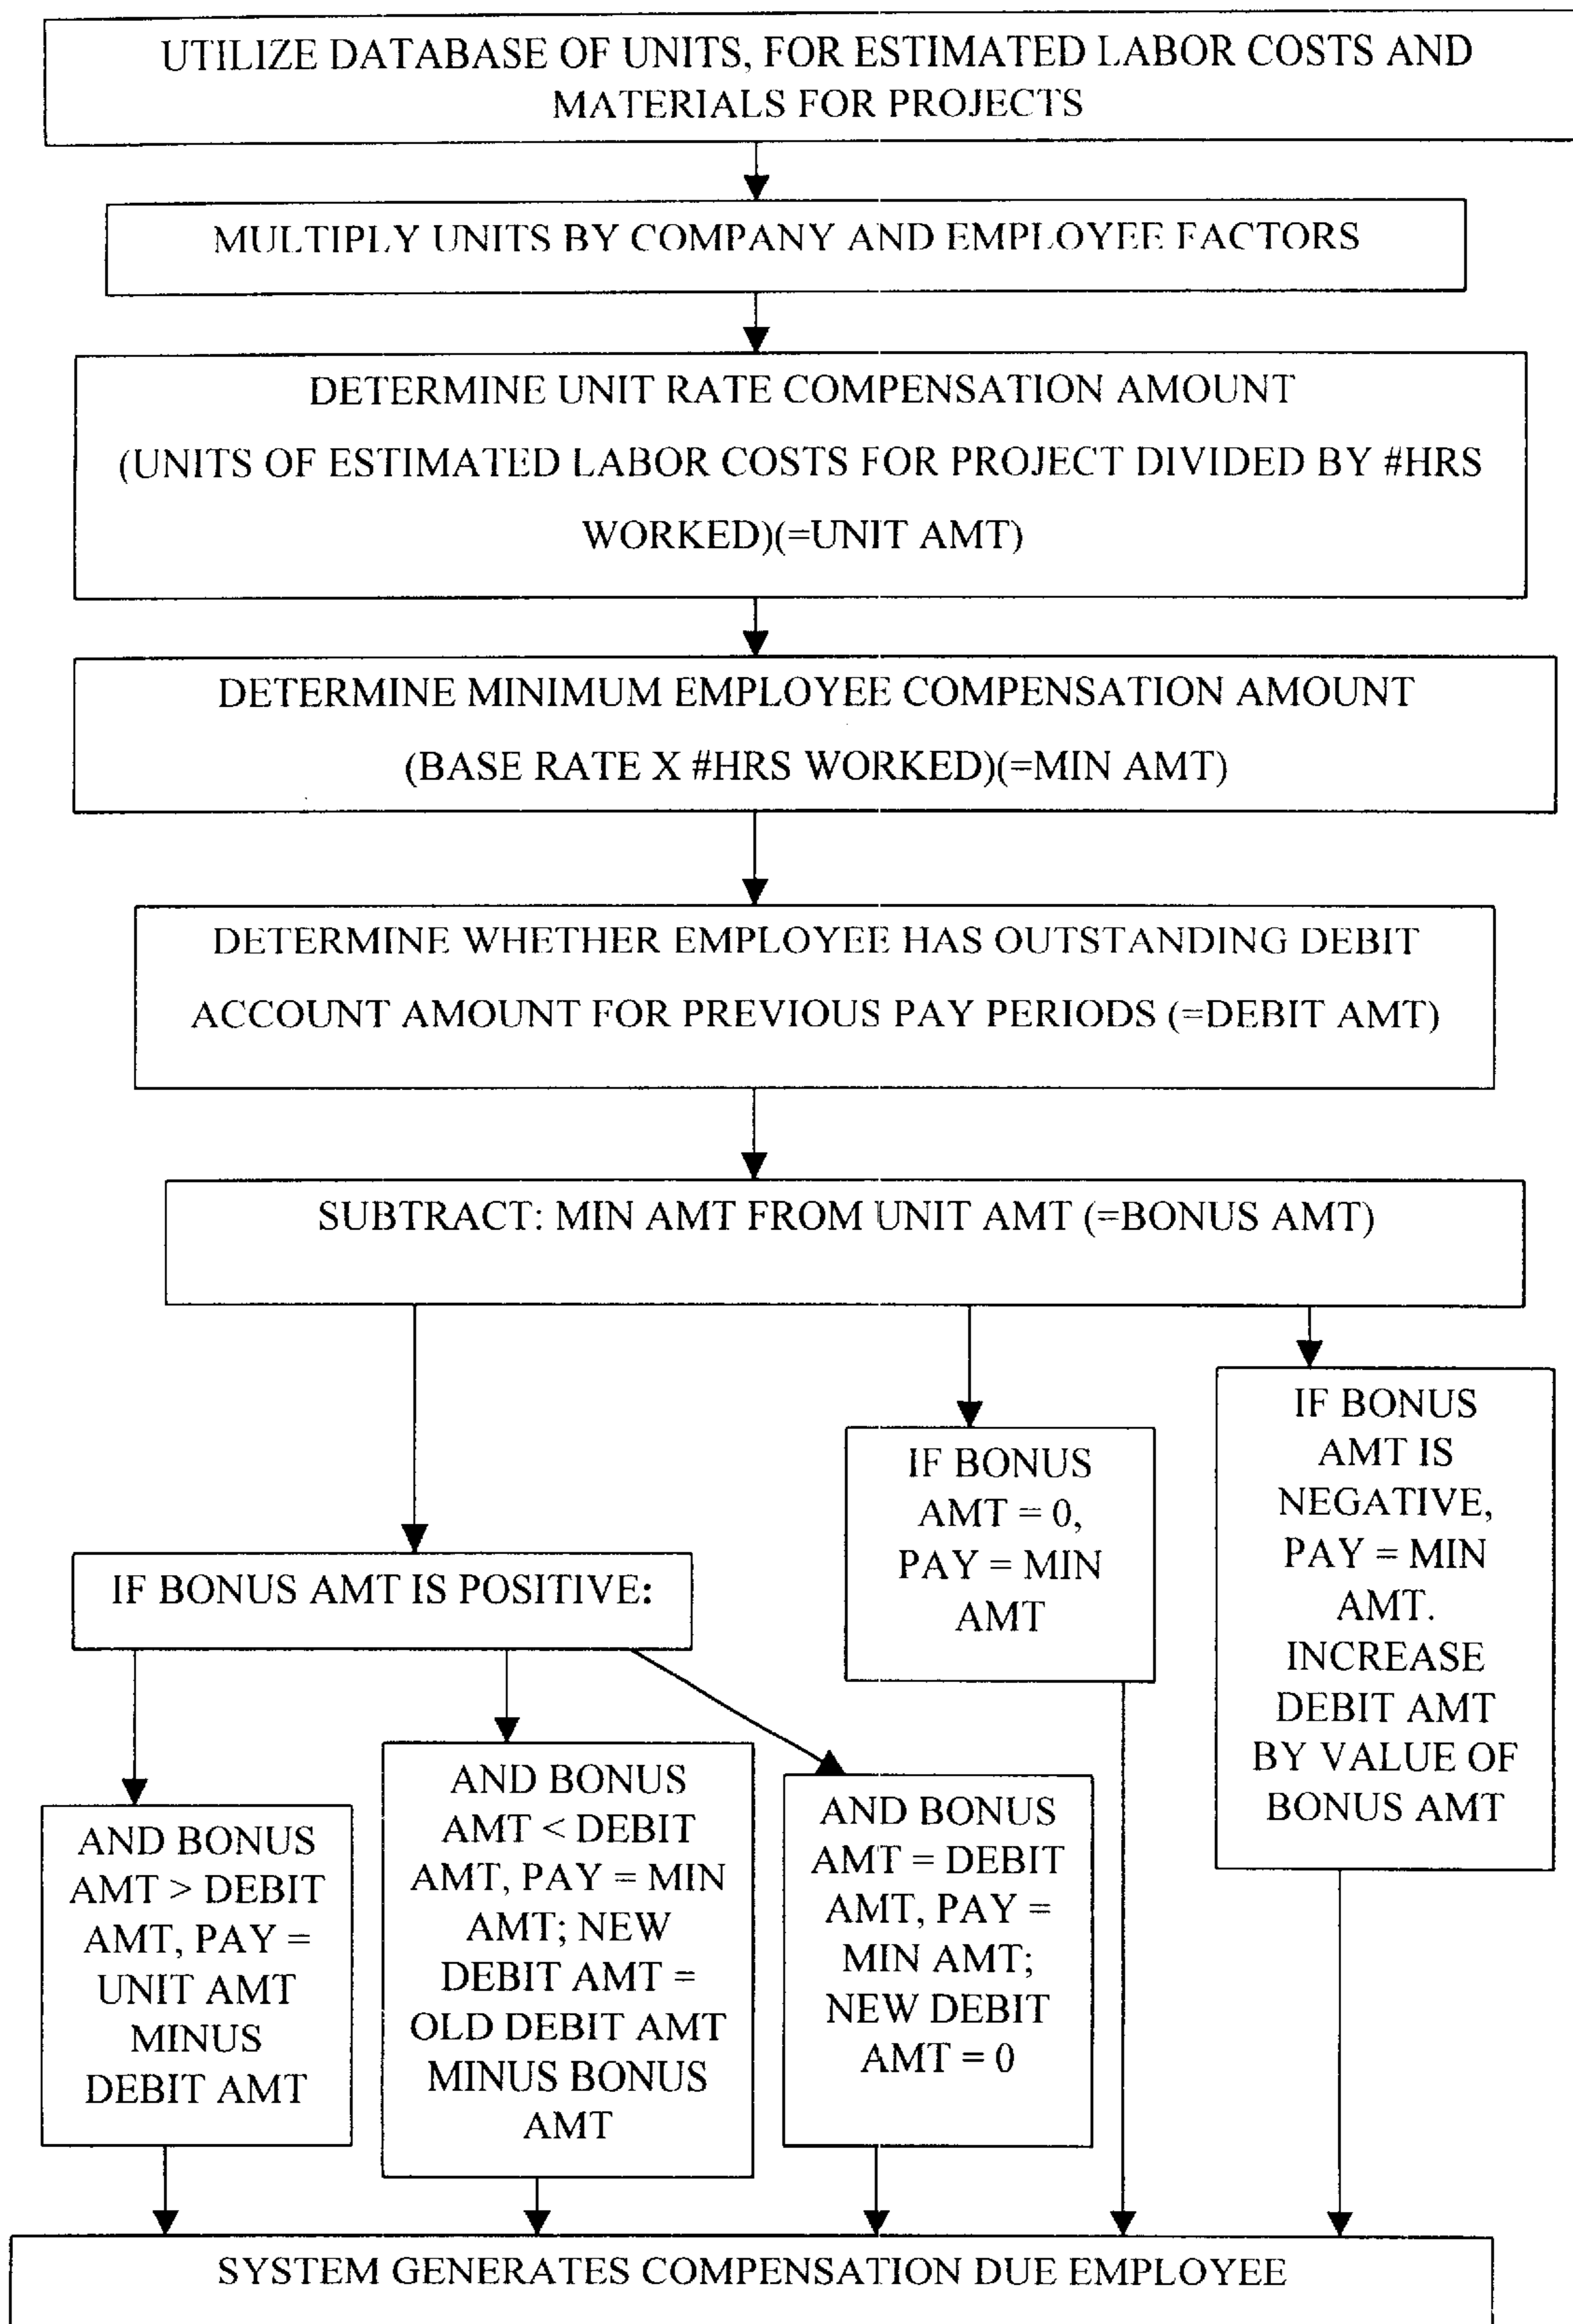 UTILIZE DATABASE OF UNITS, FOR ESTIMATED LABOR COSTS AND
MATERIALS FOR PROJECTS
MULTIPLY UNITS BY COMPANY AND EMPLOYEE FACTORS
DETERMINE UNIT RATE COMPENSATION AMOUNT
(UNITS OF ESTIMATED LABOR COSTS FOR PROJECT DIVIDED BY #HRS
WORKED)(=UNIT AMT)
DETERMINE MINIMUM EMPLOYEE COMPENSATION AMOUNT
(BASE RATE X #HRS WORKED)(=MIN AMT)
DETERMINE WHETHER EMPLOYEE HAS OUTSTANDING DEBIT
ACCOUNT AMOUNT FOR PREVIOUS PAY PERIODS (=DEBIT AMT)
SUBTRACT: MIN AMT FROM UNIT AMT (=BONUS AMT)
IF BONUS AMT IS POSITIVE:
AND BONUS
AMT > DEBIT
AMT, PAY =
UNIT AMT
MINUS
DEBIT AMT
AND BONUS
AMT < DEBIT
AMT, PAY = MIN
AMT; NEW
DEBIT AMT =
OLD DEBIT AMT
MINUS BONUS
AMT
AND BONUS
AMT = DEBIT
AMT, PAY =
MIN AMT;
NEW DEBIT
AMT = 0
IF BONUS
AMT = 0,
PAY = MIN
AMT
IF BONUS
AMT IS
NEGATIVE,
PAY = MIN
AMT.
INCREASE
DEBIT AMT
BY VALUE OF
BONUS AMT
SYSTEM GENERATES COMPENSATION DUE EMPLOYEE